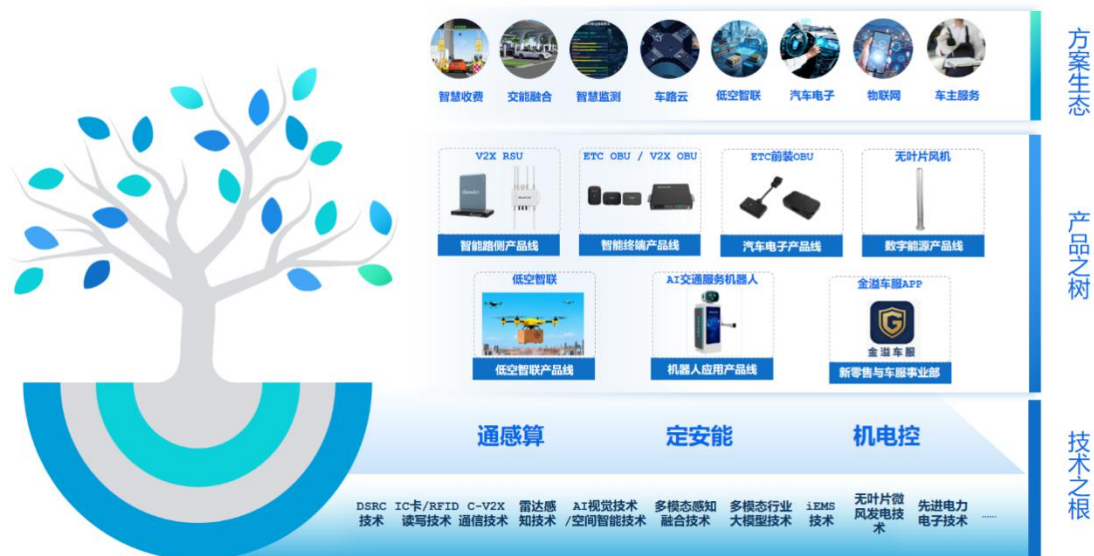 智慧收费 交能融合 智慧监测 车路云 低空智联 汽车电子 物联网 车主服务
方案生态
V2X RSU
智能路侧产品线
ETC OBU / V2X OBU
智能终端产品线
ETC前装OBU
汽车电子产品线
无叶片风机
数字能源产品线
低空智联
低空智联产品线
AI交通服务机器人
机器人应用产品线
金溢车服APP
金溢车服
新零售与车服事业部
产品之树
通感算 定安能 机电控
DSRC
技术
IC卡/RFID
读写技术
C-V2X
通信技术
雷达感
知技术
AI视觉技术
/空间智能技术
多模态感知
融合技术
多模态行业
大模型技术
iEMS
技术
无叶片微
风发电技
术
先进电力
电子技术
……
技术之根